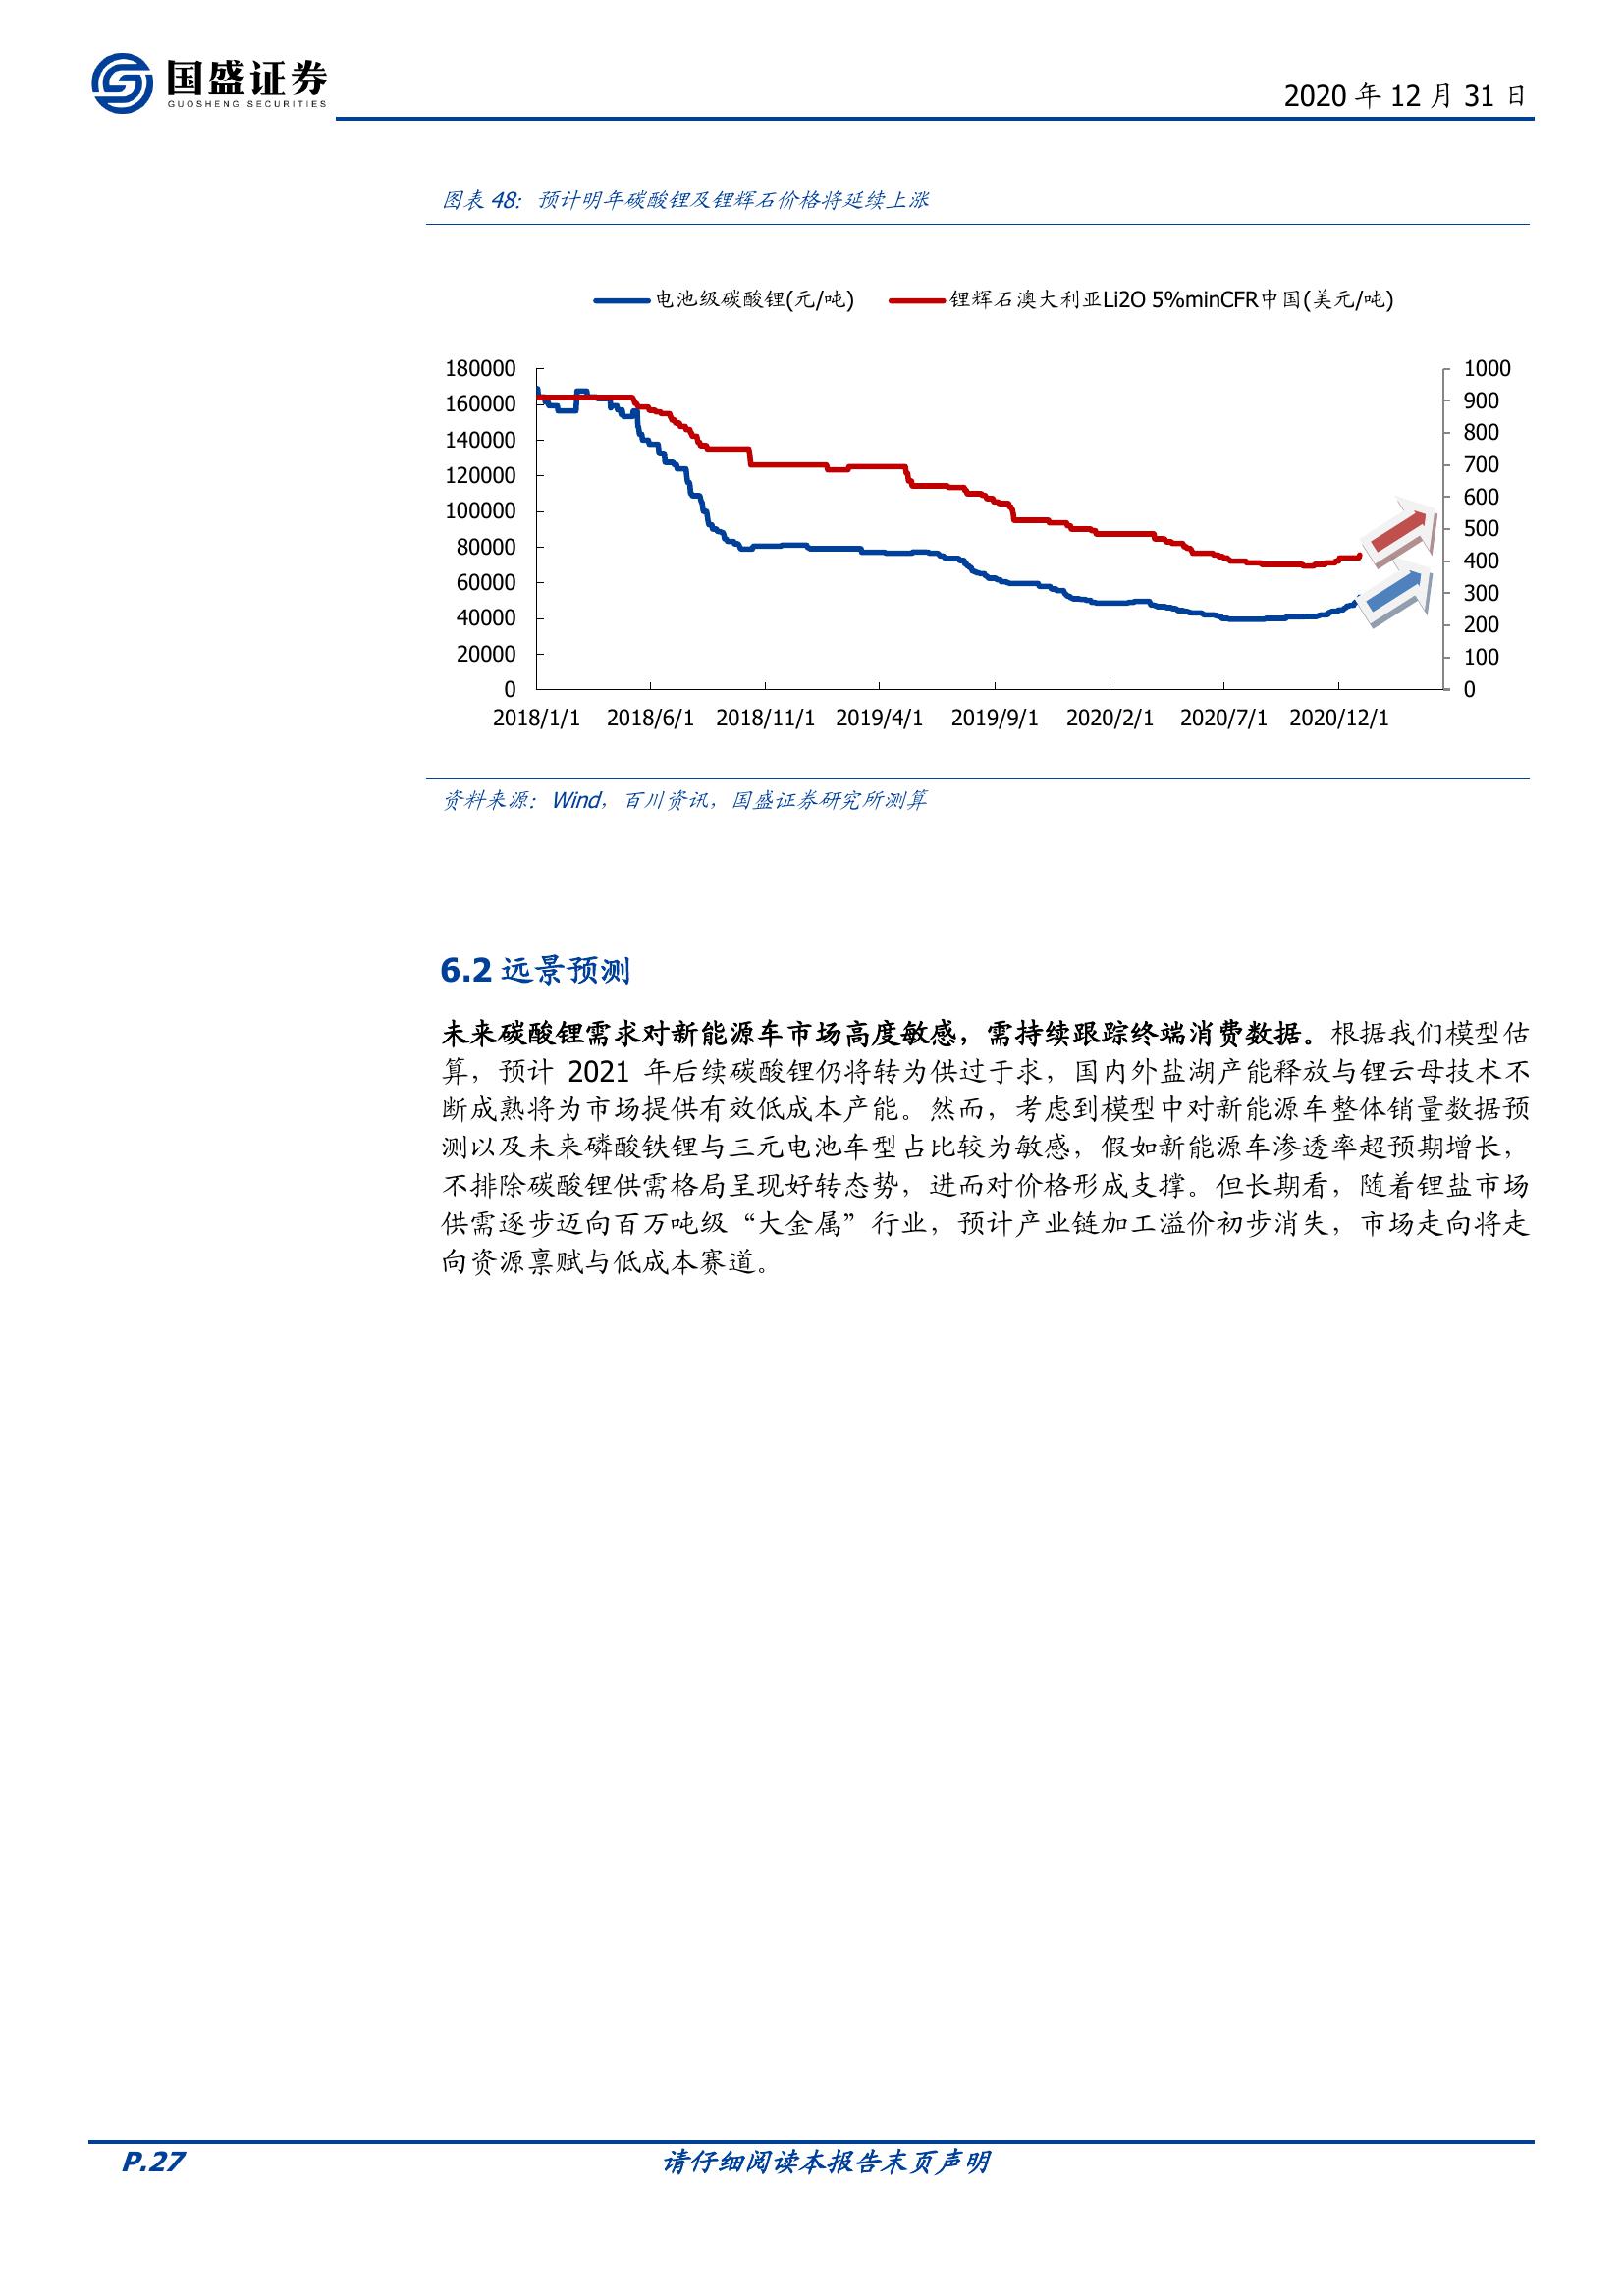 国盛证券
GUOSHENG SECURITIES
2020 年 12 月 31 日
图表 48：预计明年碳酸锂及锂辉石价格将延续上涨
电池级碳酸锂(元/吨) 锂辉石澳大利亚Li2O 5%minCFR中国(美元/吨)
180000 1000
160000 900
140000 800
120000 700
100000 600
80000 500
60000 400
40000 300
20000 200
0 100
0
2018/1/1 2018/6/1 2018/11/1 2019/4/1 2019/9/1 2020/2/1 2020/7/1 2020/12/1
资料来源：Wind，百川资讯，国盛证券研究所测算
6.2 远景预测
未来碳酸锂需求对新能源车市场高度敏感，需持续跟踪终端消费数据。根据我们模型估
算，预计 2021 年后续碳酸锂仍将转为供过于求，国内外盐湖产能释放与锂云母技术不
断成熟将为市场提供有效低成本产能。然而，考虑到模型中对新能源车整体销量数据预
测以及未来磷酸铁锂与三元电池车型占比较为敏感，假如新能源车渗透率超预期增长，
不排除碳酸锂供需格局呈现好转态势，进而对价格形成支撑。但长期看，随着锂盐市场
供需逐步迈向百万吨级“大金属”行业，预计产业链加工溢价初步消失，市场走向将走
向资源禀赋与低成本赛道。
P.27 请仔细阅读本报告末页声明